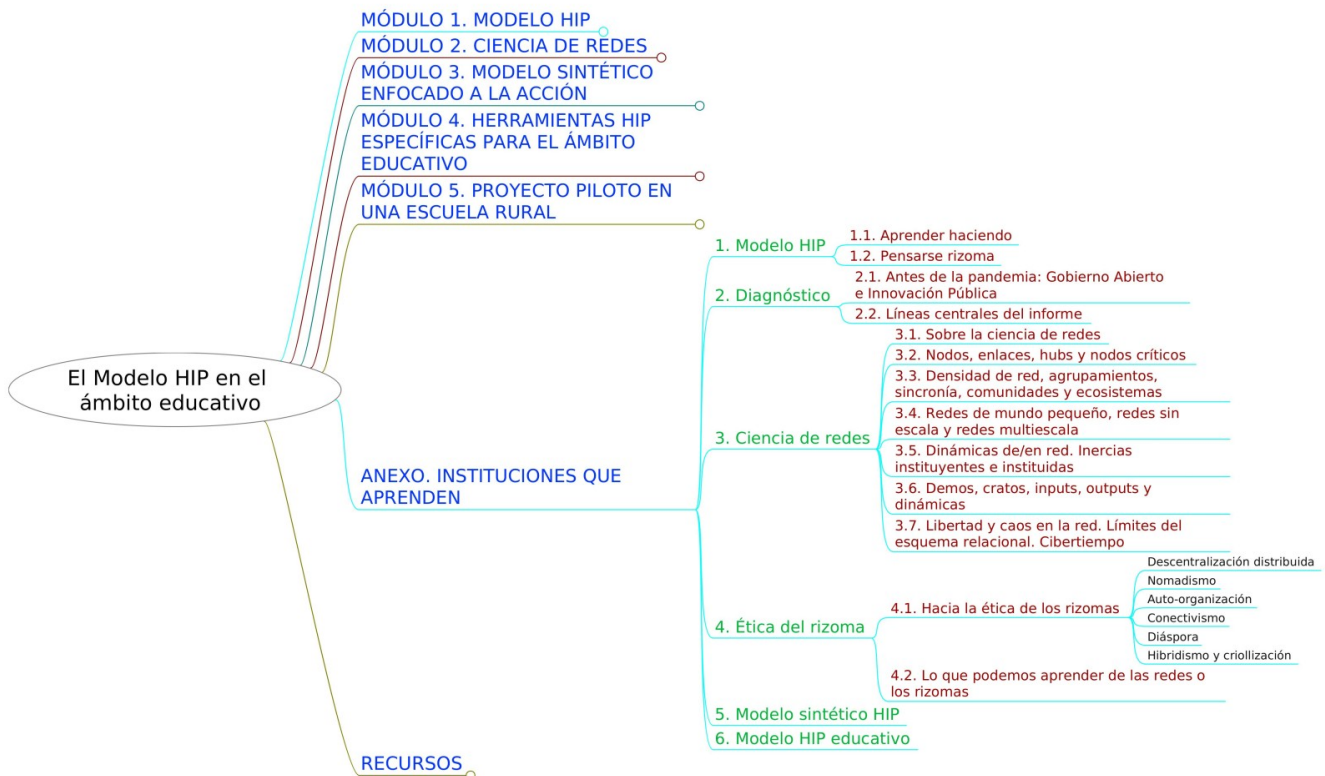 El Modelo HIP en el
ámbito educativo
MÓDULO 1. MODELO HIP
MÓDULO 2. CIENCIA DE REDES
MÓDULO 3. MODELO SINTÉTICO
ENFOCADO A LA ACCIÓN
MÓDULO 4. HERRAMIENTAS HIP
ESPECÍFICAS PARA EL ÁMBITO
EDUCATIVO
MÓDULO 5. PROYECTO PILOTO EN
UNA ESCUELA RURAL
ANEXO. INSTITUCIONES QUE
APRENDEN
1. Modelo HIP
1.1. Aprender haciendo
1.2. Pensarse rizoma
2. Diagnóstico
2.1. Antes de la pandemia: Gobierno Abierto
e Innovación Pública
2.2. Líneas centrales del informe
3. Ciencia de redes
3.1. Sobre la ciencia de redes
3.2. Nodos, enlaces, hubs y nodos críticos
3.3. Densidad de red, agrupamientos,
sincronía, comunidades y ecosistemas
3.4. Redes de mundo pequeño, redes sin
escala y redes multiescala
3.5. Dinámicas de/en red. Inercias
instituyentes e instituidas
3.6. Demos, cratos, inputs, outputs y
dinámicas
3.7. Libertad y caos en la red. Límites del
esquema relacional. Cibertiempo
4. Ética del rizoma
4.1. Hacia la ética de los rizomas
Descentralización distribuida
Nomadismo
Auto-organización
Conectivismo
Diáspora
Hibridismo y criollización
4.2. Lo que podemos aprender de las redes o
los rizomas
5. Modelo sintético HIP
6. Modelo HIP educativo
RECURSOS